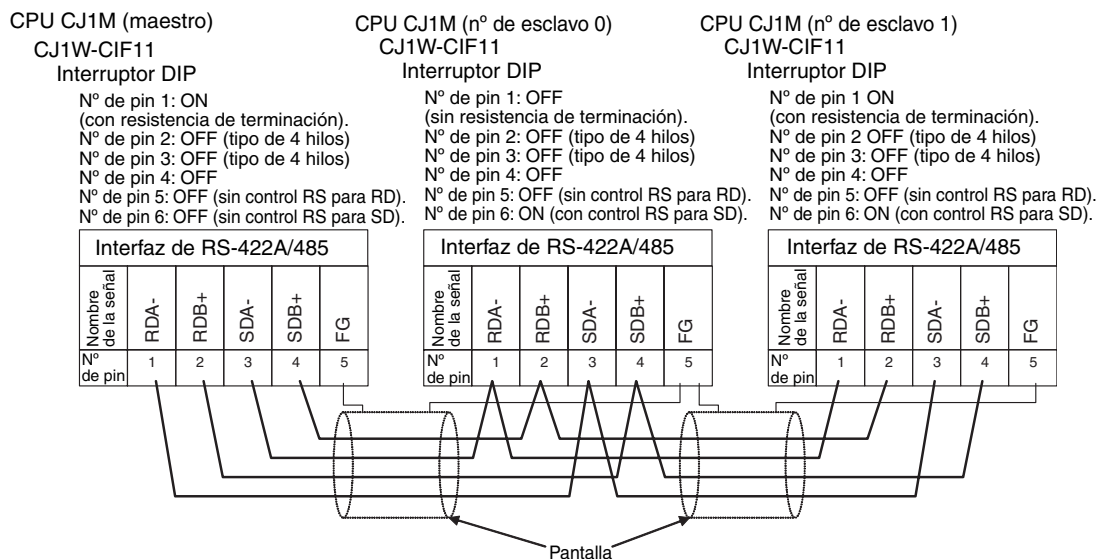 CPU CJ1M (maestro)
CJ1W-CIF11
Interruptor DIP
Nº de pin 1: ON
(con resistencia de terminación).
Nº de pin 2: OFF (tipo de 4 hilos)
Nº de pin 3: OFF (tipo de 4 hilos)
Nº de pin 4: OFF
Nº de pin 5: OFF (sin control RS para RD).
Nº de pin 6: OFF (sin control RS para SD).
Interfaz de RS-422A/485
Nombre
de la señal
RDA-
RDB+
SDA-
SDB+
FG
Nº
de pin
1
2
3
4
5
CPU CJ1M (nº de esclavo 0)
CJ1W-CIF11
Interruptor DIP
Nº de pin 1: OFF
(sin resistencia de terminación).
Nº de pin 2: OFF (tipo de 4 hilos)
Nº de pin 3: OFF (tipo de 4 hilos)
Nº de pin 4: OFF
Nº de pin 5: OFF (sin control RS para RD).
Nº de pin 6: ON (con control RS para SD).
Interfaz de RS-422A/485
Nombre
de la señal
RDA-
RDB+
SDA-
SDB+
FG
Nº
de pin
1
2
3
4
5
CPU CJ1M (nº de esclavo 1)
CJ1W-CIF11
Interruptor DIP
Nº de pin 1 ON
(con resistencia de terminación).
Nº de pin 2 OFF (tipo de 4 hilos)
Nº de pin 3: OFF (tipo de 4 hilos)
Nº de pin 4: OFF
Nº de pin 5: OFF (sin control RS para RD).
Nº de pin 6: ON (con control RS para SD).
Interfaz de RS-422A/485
Nombre
de la señal
RDA-
RDB+
SDA-
SDB+
FG
Nº
de pin
1
2
3
4
5
Pantalla